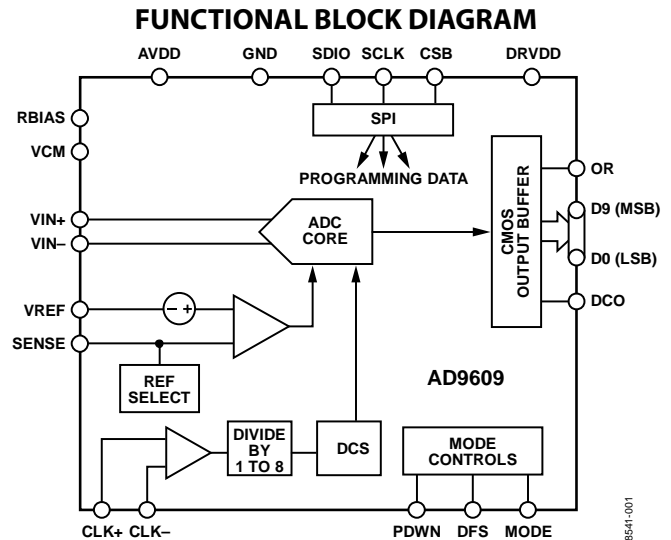 FUNCTIONAL BLOCK DIAGRAM
AVDD GND SDIO SCLK CSB DRVDD
RBIAS
VCM
SPI
PROGRAMMING DATA
VIN+
VIN–
ADC
CORE
CMOS
OUTPUT BUFFER
OR
D9 (MSB)
D0 (LSB)
DCO
VREF
– +
SENSE
REF
SELECT
AD9609
DIVIDE
BY
1 TO 8
DCS
MODE
CONTROLS
CLK+ CLK– PDWN DFS MODE
8541-001